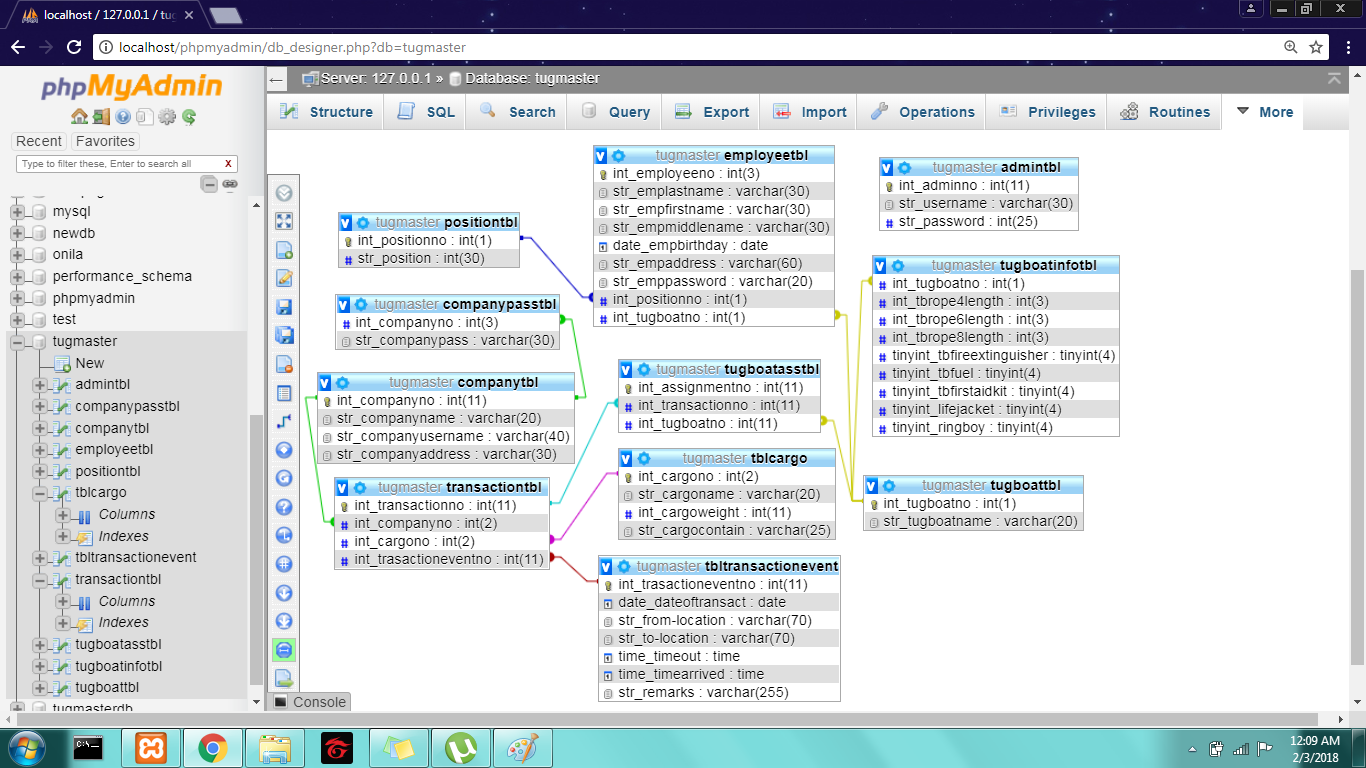 localhost / 127.0.0.1 / tug
localhost/phpmyadmin/db_designer.php?db=tugmaster
phpMyAdmin
Recent Favorites
Type to filter these, Enter to search all X
mysql
newdb
onila
performance_schema
phpmyadmin
test
tugmaster
New
admintbl
companypasstbl
companytbl
employeetbl
positiontbl
tblcargo
Columns
Indexes
tbltransactionevent
transactiontbl
Columns
Indexes
tugboatasstbl
tugboatinfotbl
tugboattbl
tugmasterdb
Server: 127.0.0.1 » Database: tugmaster
Structure SQL Search Query Export Import Operations Privileges Routines More
tugmaster positiontbl
int_positionno : int(1)
str_position : int(30)
tugmaster companypasstbl
int_companyno : int(3)
str_companypass : varchar(30)
tugmaster companytbl
int_companyno : int(11)
str_companyname : varchar(20)
str_companyusername : varchar(40)
str_companyaddress : varchar(30)
tugmaster transactiontbl
int_transactionno : int(11)
int_companyno : int(2)
int_cargono : int(2)
int_trasactioneventno : int(11)
tugmaster employeetbl
int_employeeno : int(3)
str_emplastname : varchar(30)
str_empfirstname : varchar(30)
str_empmiddlename : varchar(30)
date_empbirthday : date
str_empaddress : varchar(60)
str_emppassword : varchar(20)
int_positionno : int(1)
int_tugboatno : int(1)
tugmaster tugboatasstbl
int_assignmentno : int(11)
int_transactionno : int(11)
int_tugboatno : int(11)
tugmaster tblcargo
int_cargono : int(2)
str_cargoname : varchar(20)
int_cargoweight : int(11)
str_cargocontain : varchar(25)
tugmaster tbltransactionevent
int_trasactioneventno : int(11)
date_dateoftransact : date
str_from-location : varchar(70)
str_to-location : varchar(70)
time_timeout : time
time_timearrived : time
str_remarks : varchar(255)
tugmaster admintbl
int_adminno : int(11)
str_username : varchar(30)
str_password : int(25)
tugmaster tugboatinfotbl
int_tugboatno : int(1)
int_tbrope4length : int(3)
int_tbrope6length : int(3)
int_tbrope8length : int(3)
tinyint_tbfireextinguisher : tinyint(4)
tinyint_tbfuel : tinyint(4)
tinyint_tbfirstaidkit : tinyint(4)
tinyint_lifejacket : tinyint(4)
tinyint_ringboy : tinyint(4)
tugmaster tugboattbl
int_tugboatno : int(1)
str_tugboatname : varchar(20)
Console
12:09 AM
2/3/2018